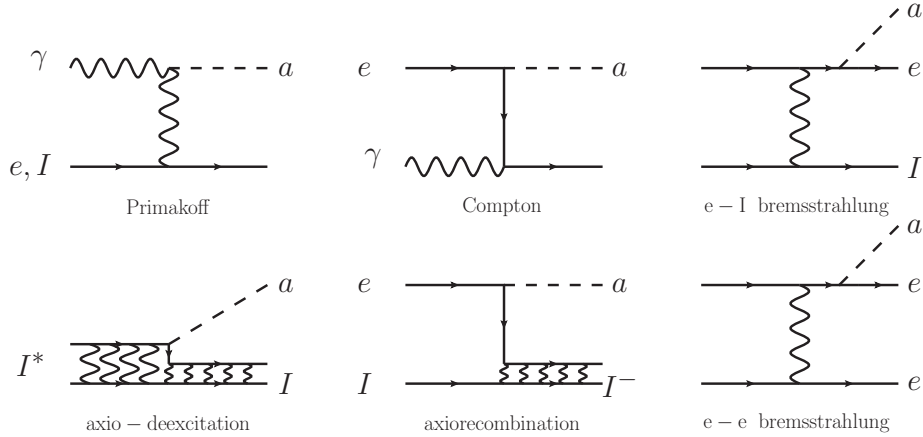 γ
a
e, I
Primakoff
e
a
γ
Compton
a
e
I
e − I bremsstrahlung
I*
a
I
axio − deexcitation
e
a
I
I⁻
axiorecombination
a
e
e
e − e bremsstrahlung